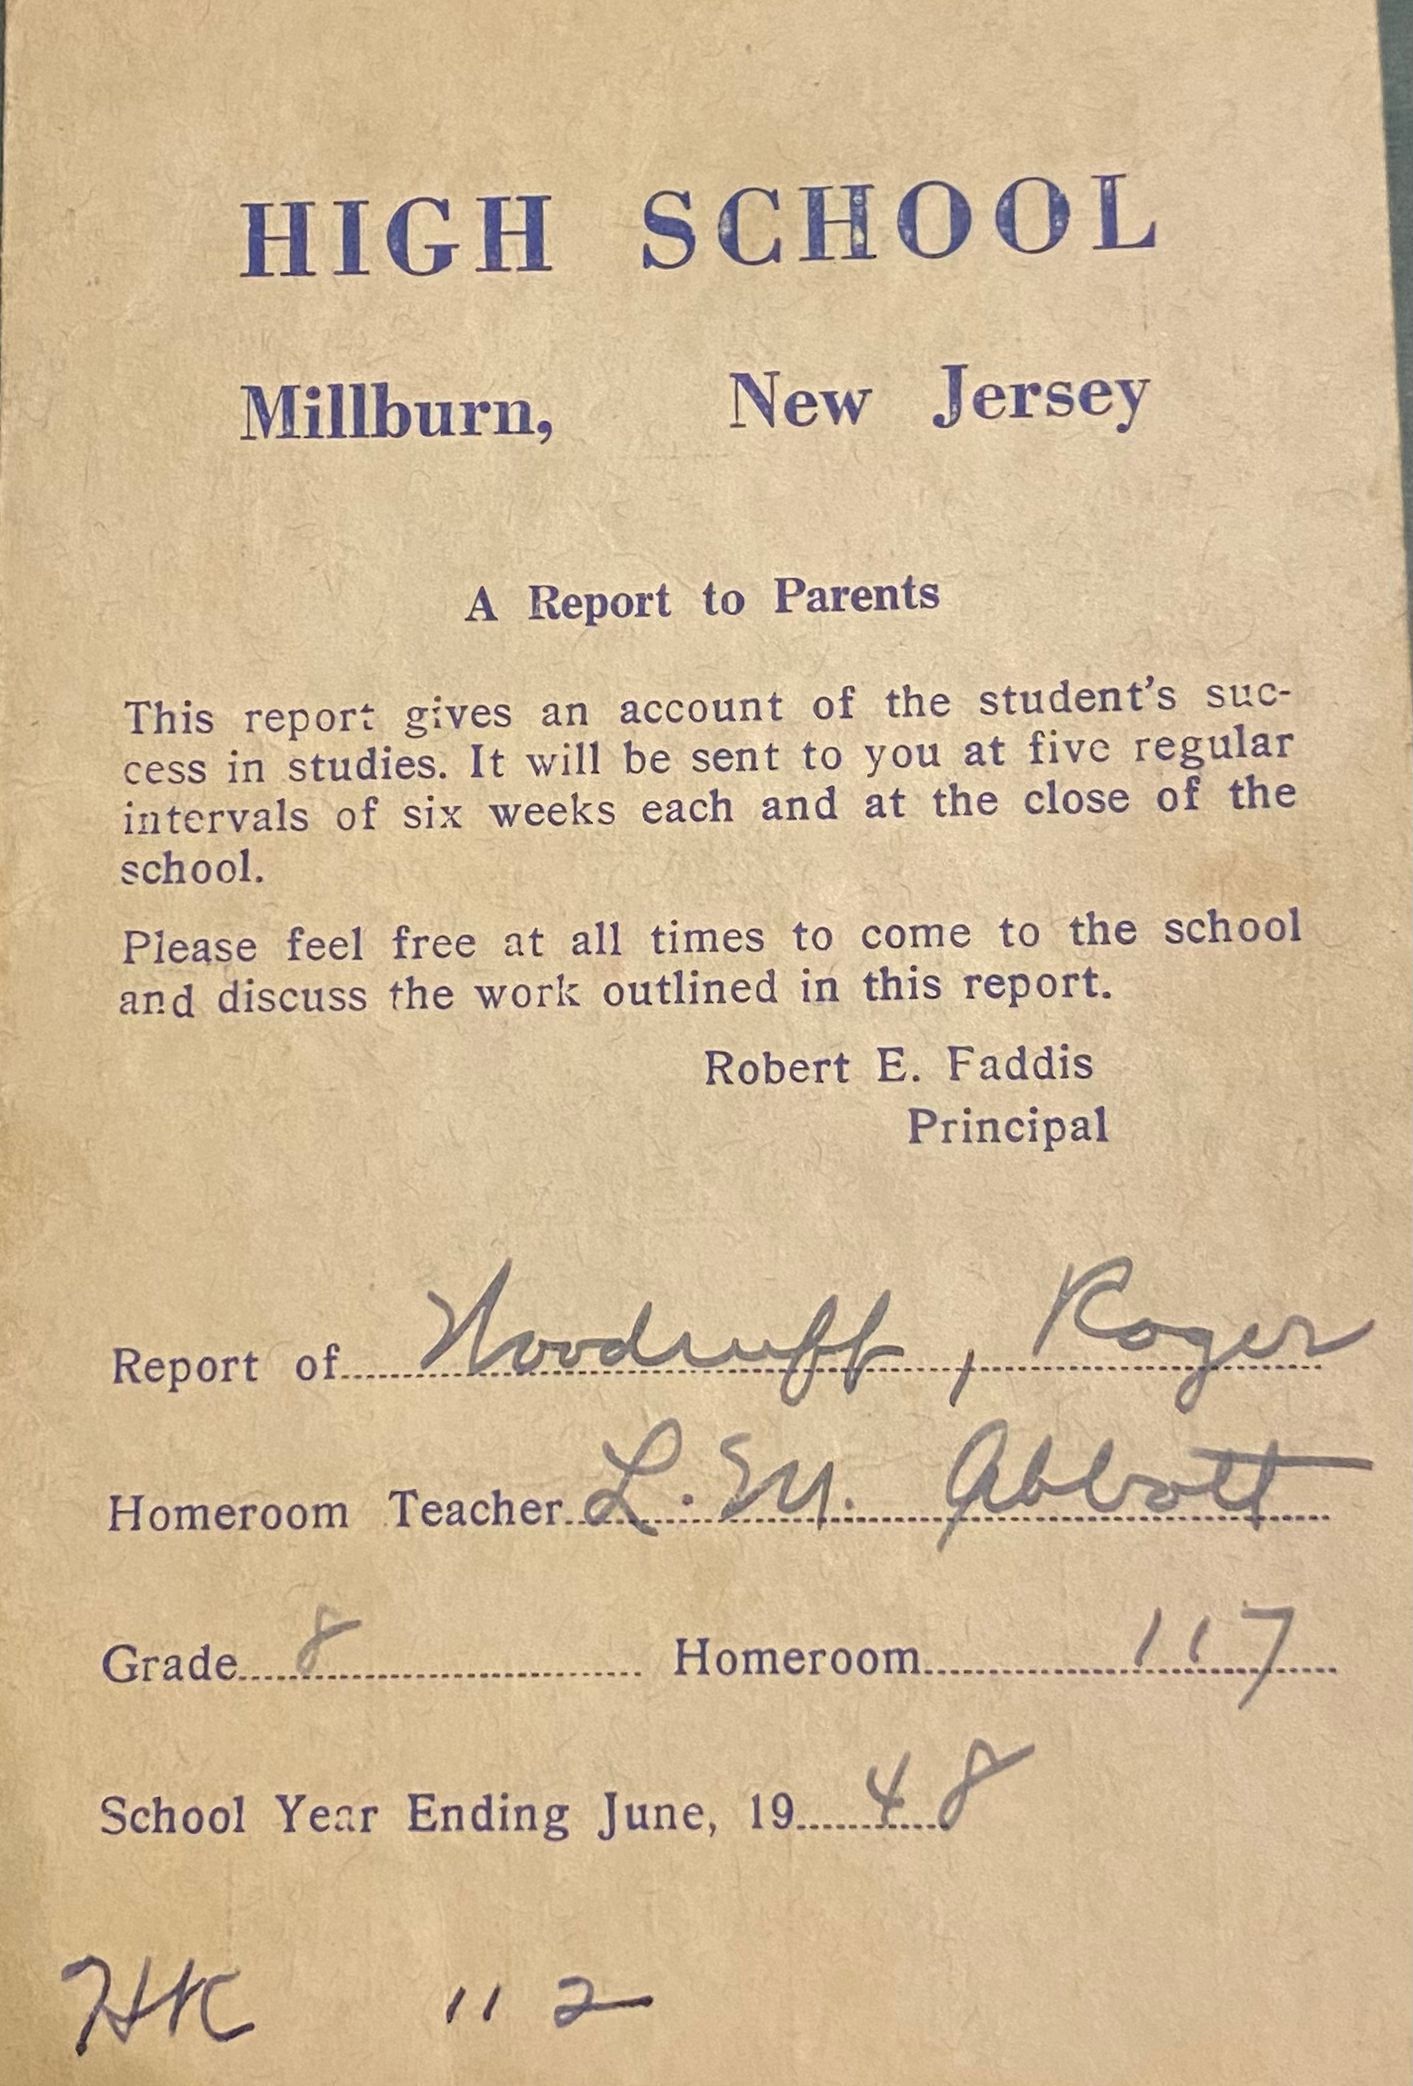 HIGH SCHOOL
Millburn, New Jersey
A Report to Parents
This report gives an account of the student's suc-
cess in studies. It will be sent to you at five regular
intervals of six weeks each and at the close of the
school.
Please feel free at all times to come to the school
and discuss the work outlined in this report.
Robert E. Faddis
Principal
Report of Woodruff, Roger
Homeroom Teacher L. M. Abbott
Grade 8 Homeroom 117
School Year Ending June, 19 48
HK 112